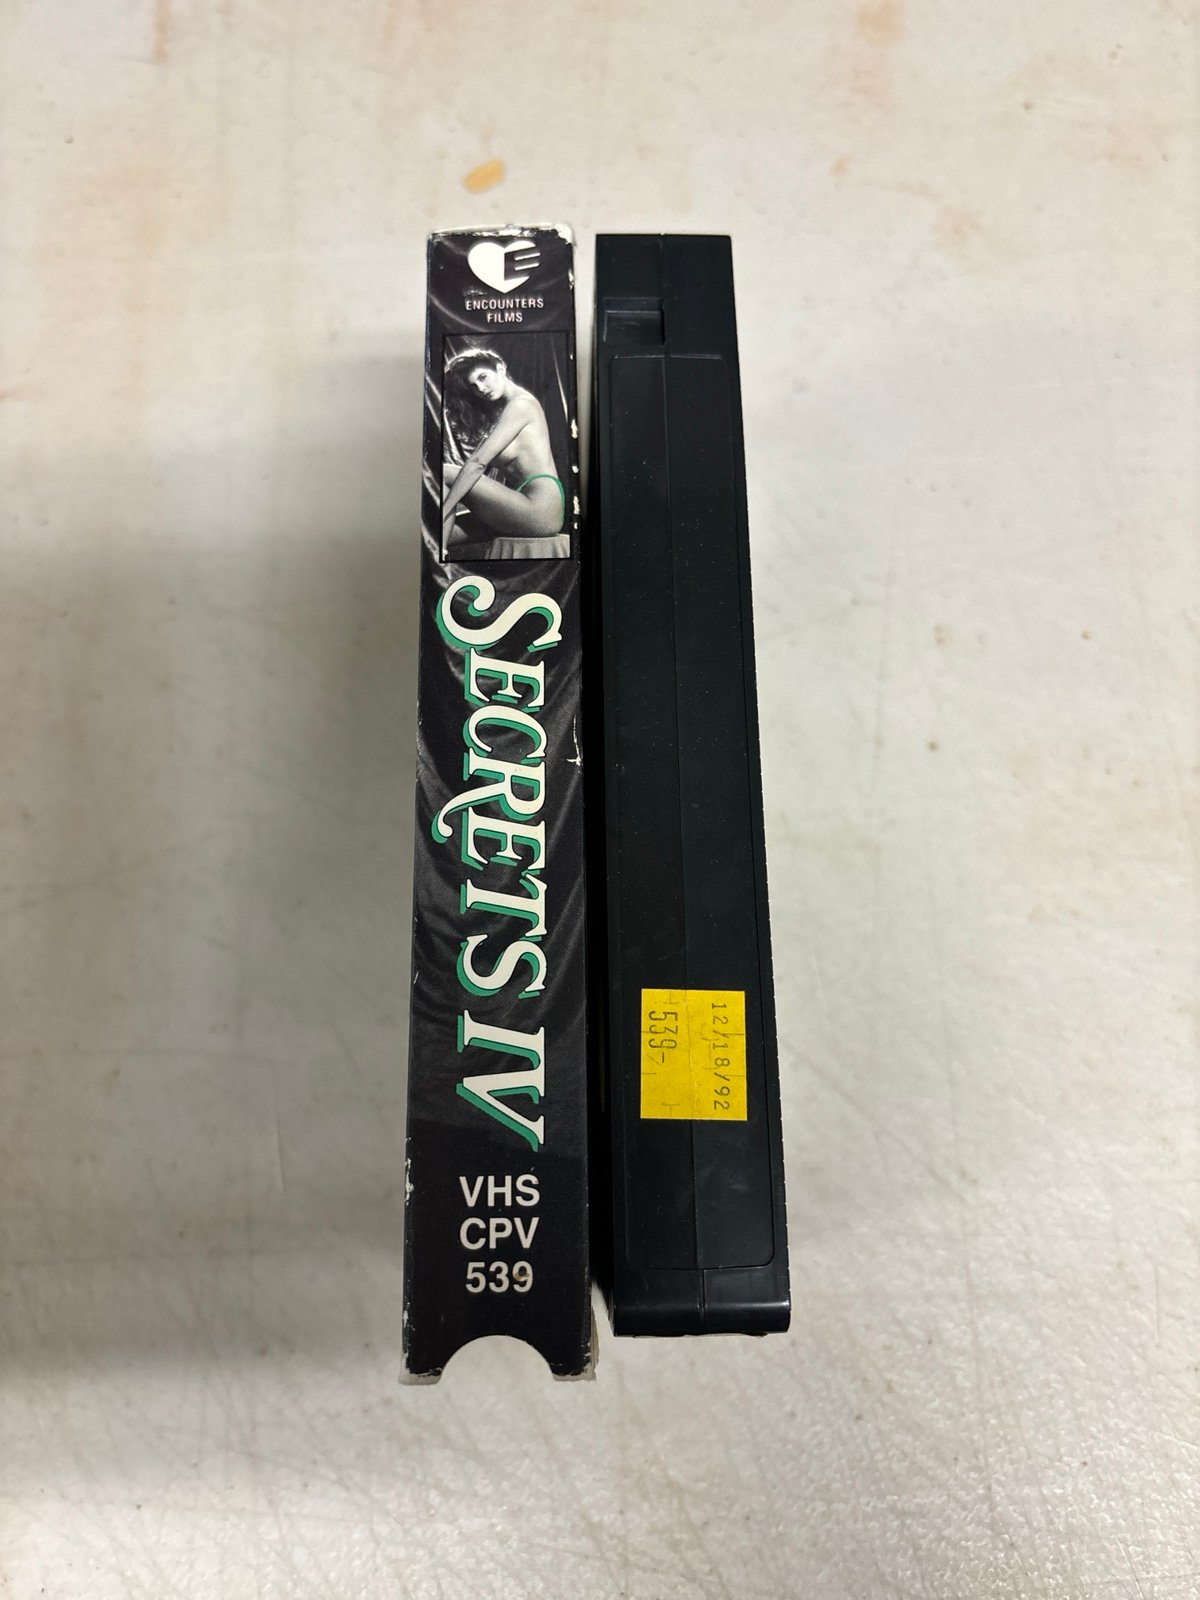 ENCOUNTERS
FILMS
SECRETS IV
VHS
CPV
539
12/18/92
539-